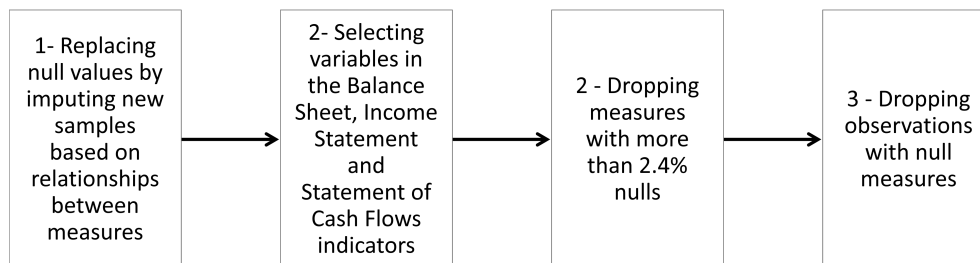 1- Replacing
null values by
imputing new
samples
based on
relationships
between
measures
2- Selecting
variables in
the Balance
Sheet, Income
Statement
and
Statement of
Cash Flows
indicators
2 - Dropping
measures
with more
than 2.4%
nulls
3 - Dropping
observations
with null
measures